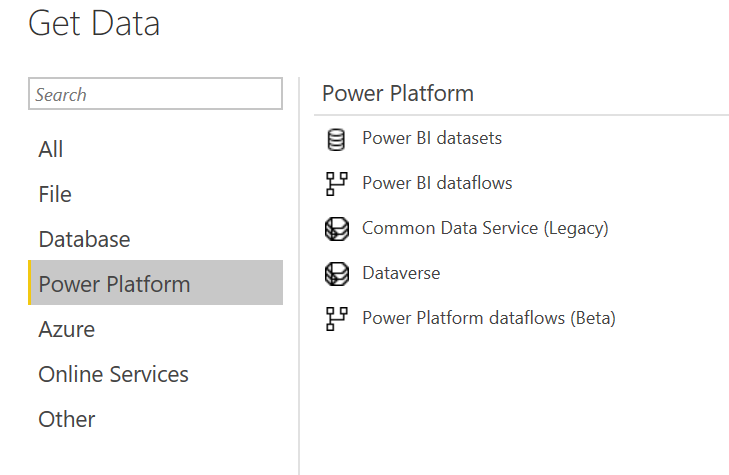 Get Data
Search
All
File
Database
Power Platform
Azure
Online Services
Other
Power Platform
Power BI datasets
Power BI dataflows
Common Data Service (Legacy)
Dataverse
Power Platform dataflows (Beta)